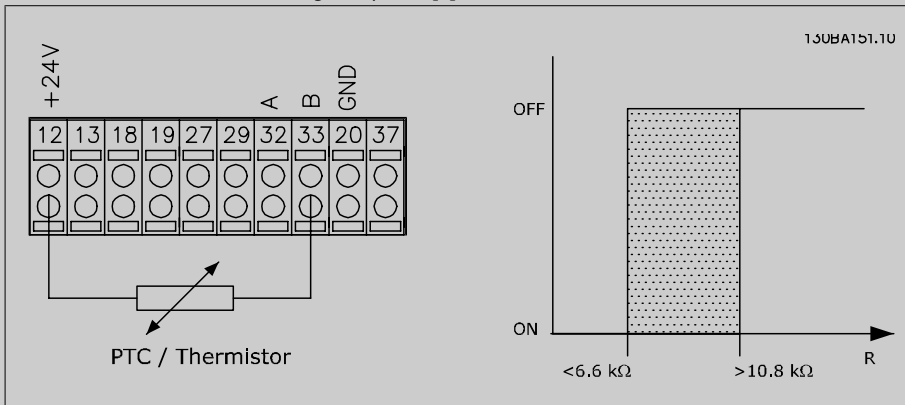 130BA151.10
+24V
A
B
GND
12 13 18 19 27 29 32 33 20 37
PTC / Thermistor
OFF
ON
<6.6 kΩ
>10.8 kΩ
R